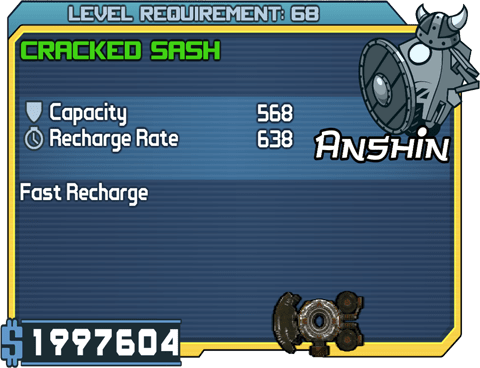 LEVEL REQUIREMENT: 68
CRACKED SASH
Capacity 568
Recharge Rate 638
ANSHIN
Fast Recharge
$ 1997604